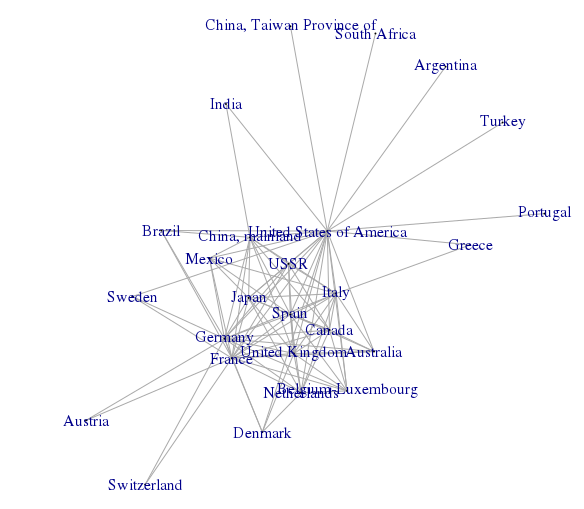 China, Taiwan Province of
South Africa
Argentina
India
Turkey
Portugal
Brazil
United States of America
China, mainland
Greece
Mexico
USSR
Italy
Sweden
Japan
Spain
Canada
Germany
United Kingdom
Australia
France
Belgium-Luxembourg
Netherlands
Austria
Denmark
Switzerland